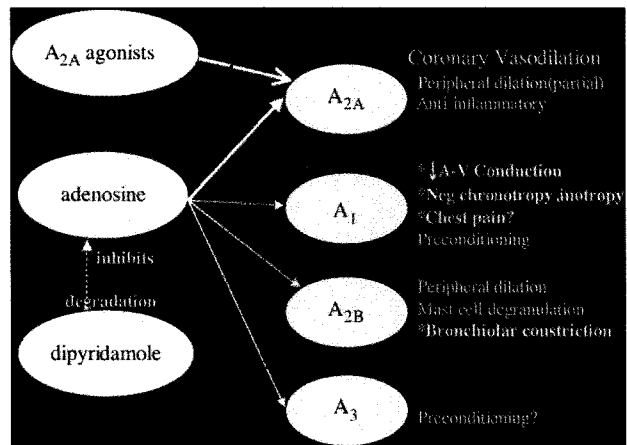 A2A agonists
Coronary Vasodilation
Peripheral dilation(partial)
Anti inflammatory
A2A
adenosine
*↓A-V Conduction
*Neg chronotropy,inotropy
*Chest pain?
Preconditioning
A1
inhibits
degradation
dipyridamole
Peripheral dilation
Mast cell degranulation
*Bronchiolar constriction
A2B
A3
Preconditioning?